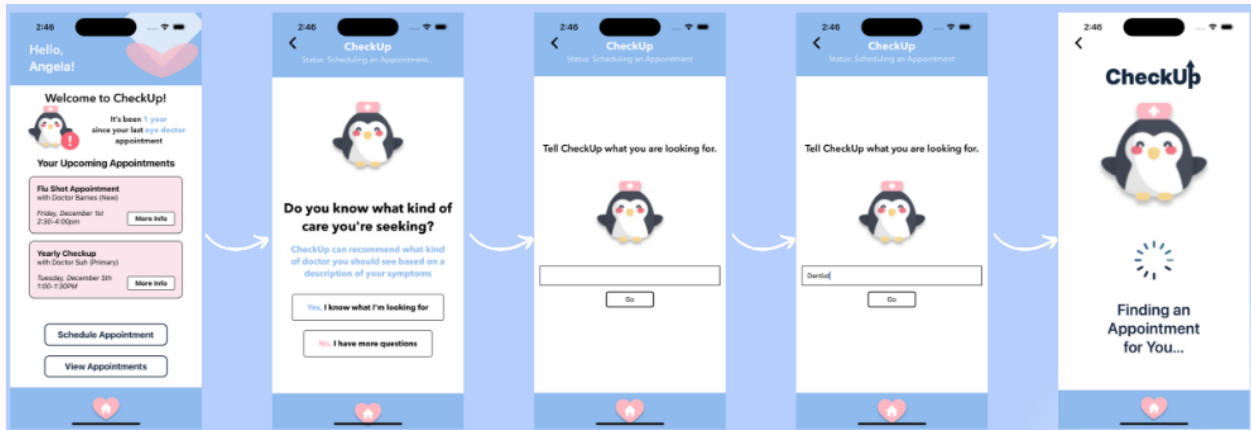 2:46
Hello,
Angela!
Welcome to CheckUp!
It's been 1 year
since your last eye doctor
appointment
!
Your Upcoming Appointments
Flu Shot Appointment
with Doctor Barnes (New)
Friday, December 1st
2:30-4:00pm
More Info
Yearly Checkup
with Doctor Suh (Primary)
Tuesday, December 5th
1:00-1:30PM
More Info
Schedule Appointment
View Appointments
2:46
CheckUp
Status: Scheduling an Appointment...
Do you know what kind of
care you're seeking?
CheckUp can recommend what kind
of doctor you should see based on a
description of your symptoms
Yes, I know what I'm looking for
No, I have more questions
2:46
CheckUp
Status: Scheduling an Appointment
Tell CheckUp what you are looking for.
Go
2:46
CheckUp
Status: Scheduling an Appointment
Tell CheckUp what you are looking for.
Dentist
Go
2:46
CheckUp
Finding an
Appointment
for You...